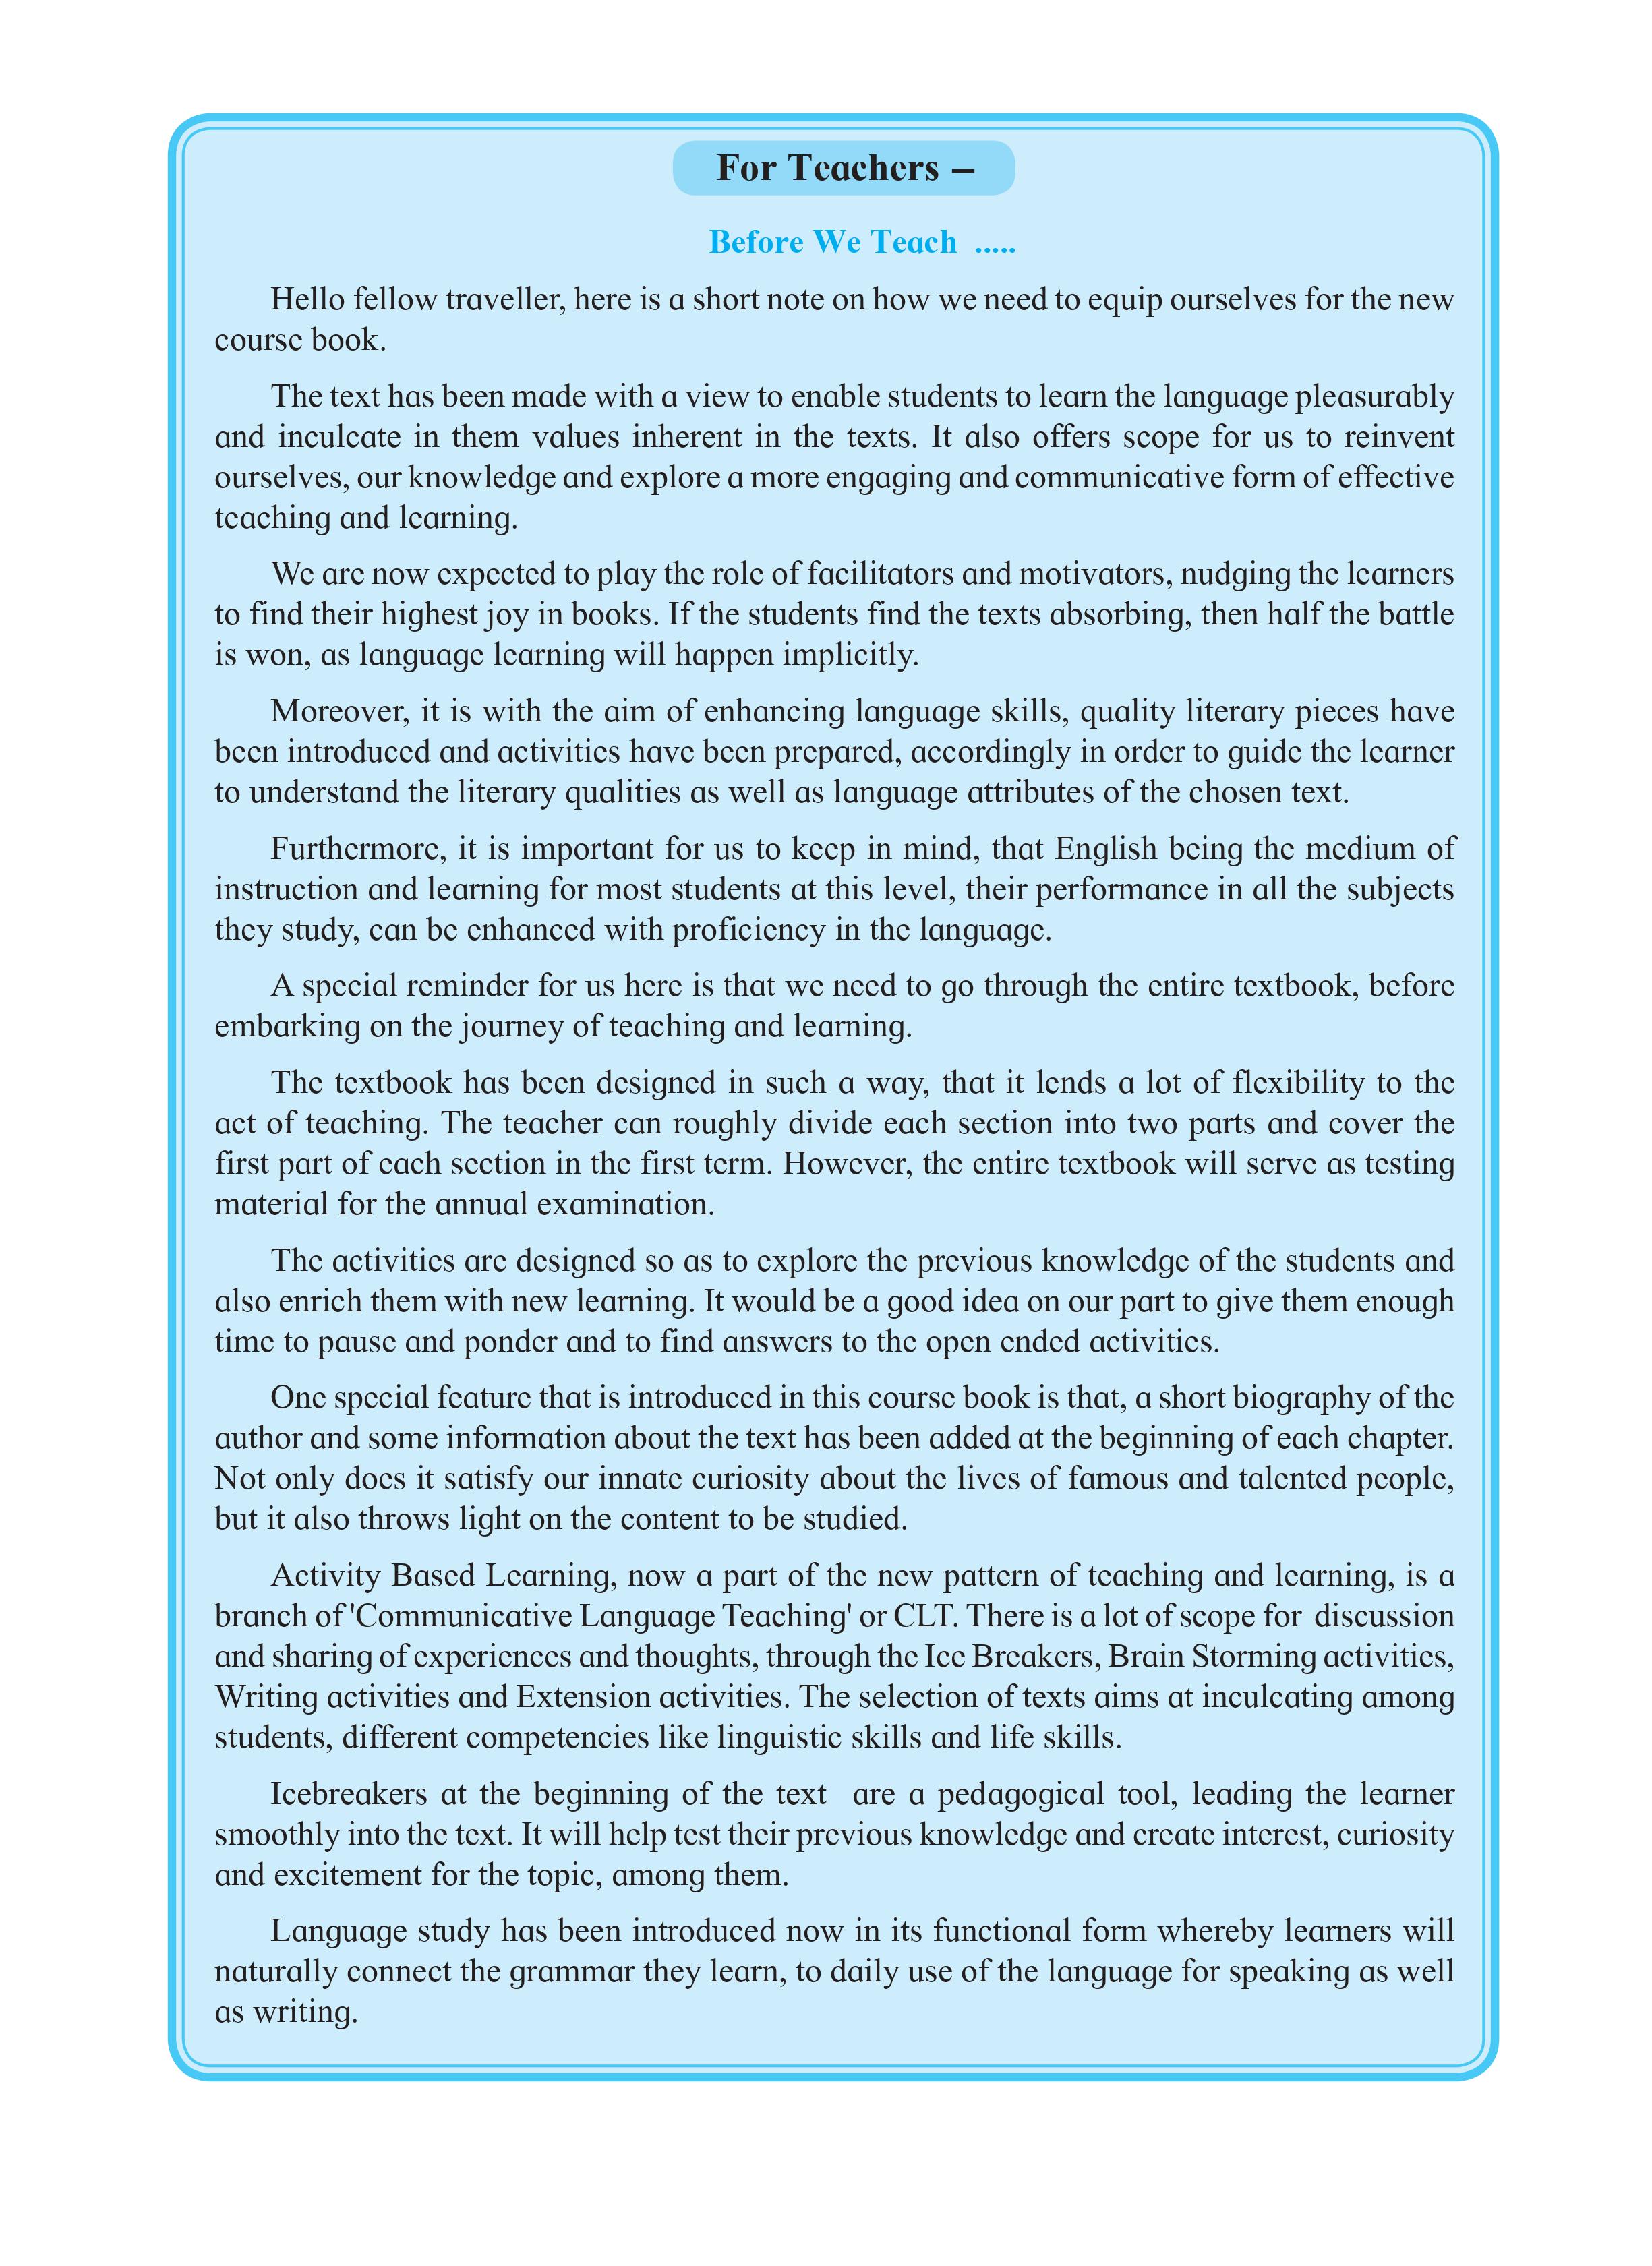 For Teachers –
Before We Teach .....
Hello fellow traveller, here is a short note on how we need to equip ourselves for the new
course book.
The text has been made with a view to enable students to learn the language pleasurably
and inculcate in them values inherent in the texts. It also offers scope for us to reinvent
ourselves, our knowledge and explore a more engaging and communicative form of effective
teaching and learning.
We are now expected to play the role of facilitators and motivators, nudging the learners
to find their highest joy in books. If the students find the texts absorbing, then half the battle
is won, as language learning will happen implicitly.
Moreover, it is with the aim of enhancing language skills, quality literary pieces have
been introduced and activities have been prepared, accordingly in order to guide the learner
to understand the literary qualities as well as language attributes of the chosen text.
Furthermore, it is important for us to keep in mind, that English being the medium of
instruction and learning for most students at this level, their performance in all the subjects
they study, can be enhanced with proficiency in the language.
A special reminder for us here is that we need to go through the entire textbook, before
embarking on the journey of teaching and learning.
The textbook has been designed in such a way, that it lends a lot of flexibility to the
act of teaching. The teacher can roughly divide each section into two parts and cover the
first part of each section in the first term. However, the entire textbook will serve as testing
material for the annual examination.
The activities are designed so as to explore the previous knowledge of the students and
also enrich them with new learning. It would be a good idea on our part to give them enough
time to pause and ponder and to find answers to the open ended activities.
One special feature that is introduced in this course book is that, a short biography of the
author and some information about the text has been added at the beginning of each chapter.
Not only does it satisfy our innate curiosity about the lives of famous and talented people,
but it also throws light on the content to be studied.
Activity Based Learning, now a part of the new pattern of teaching and learning, is a
branch of 'Communicative Language Teaching' or CLT. There is a lot of scope for discussion
and sharing of experiences and thoughts, through the Ice Breakers, Brain Storming activities,
Writing activities and Extension activities. The selection of texts aims at inculcating among
students, different competencies like linguistic skills and life skills.
Icebreakers at the beginning of the text are a pedagogical tool, leading the learner
smoothly into the text. It will help test their previous knowledge and create interest, curiosity
and excitement for the topic, among them.
Language study has been introduced now in its functional form whereby learners will
naturally connect the grammar they learn, to daily use of the language for speaking as well
as writing.